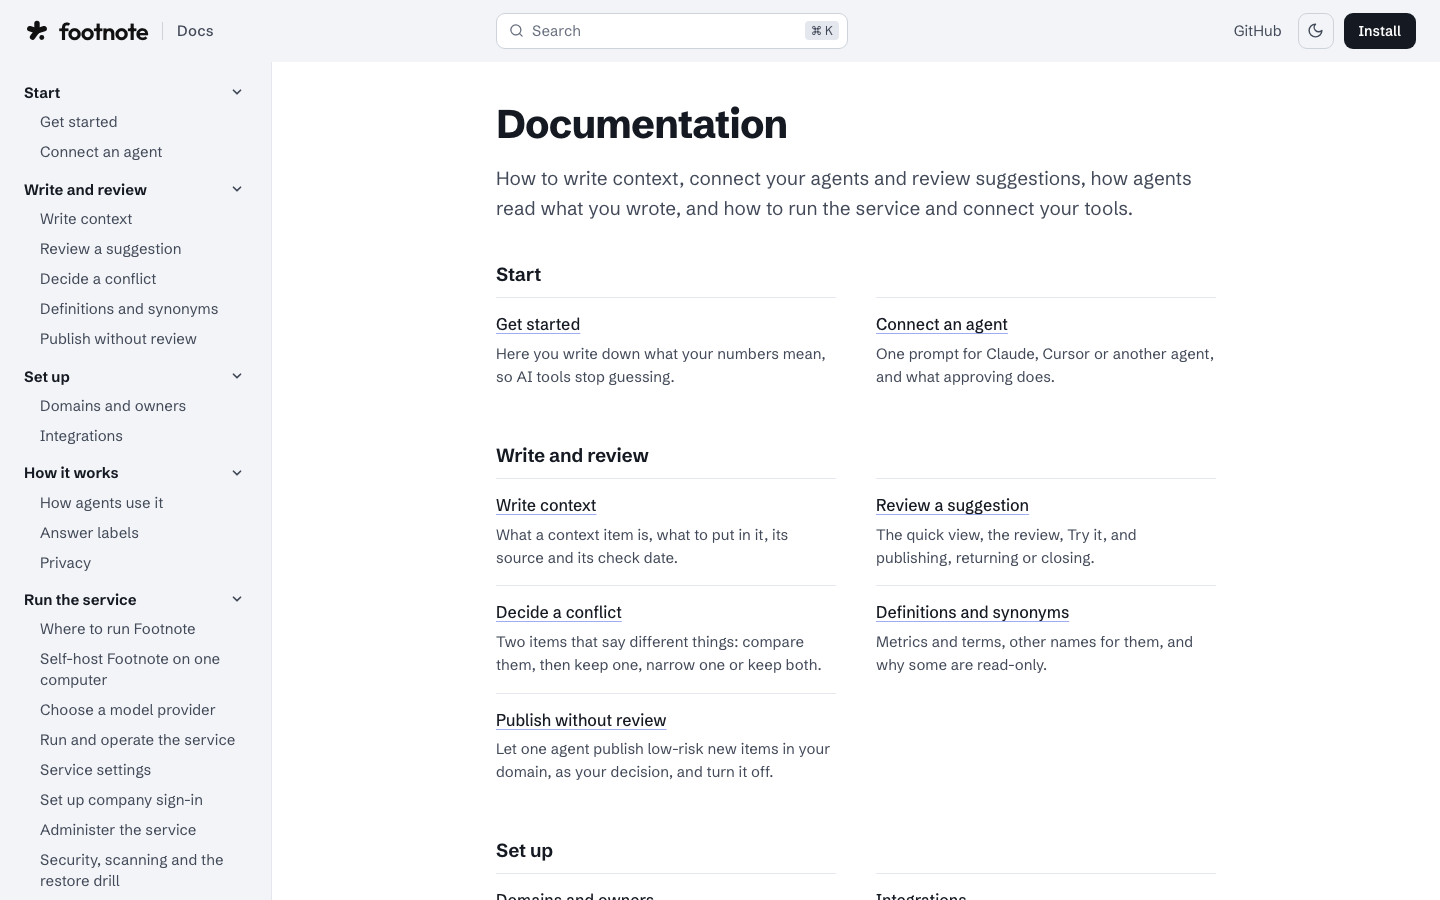 footnote
Docs
Search
⌘ K
GitHub
Install
Start
Get started
Connect an agent
Write and review
Write context
Review a suggestion
Decide a conflict
Definitions and synonyms
Publish without review
Set up
Domains and owners
Integrations
How it works
How agents use it
Answer labels
Privacy
Run the service
Where to run Footnote
Self-host Footnote on one
computer
Choose a model provider
Run and operate the service
Service settings
Set up company sign-in
Administer the service
Security, scanning and the
restore drill
Documentation
How to write context, connect your agents and review suggestions, how agents
read what you wrote, and how to run the service and connect your tools.
Start
Get started
Here you write down what your numbers mean,
so AI tools stop guessing.
Connect an agent
One prompt for Claude, Cursor or another agent,
and what approving does.
Write and review
Write context
What a context item is, what to put in it, its
source and its check date.
Review a suggestion
The quick view, the review, Try it, and
publishing, returning or closing.
Decide a conflict
Two items that say different things: compare
them, then keep one, narrow one or keep both.
Definitions and synonyms
Metrics and terms, other names for them, and
why some are read-only.
Publish without review
Let one agent publish low-risk new items in your
domain, as your decision, and turn it off.
Set up
Domains and owners
Integrations